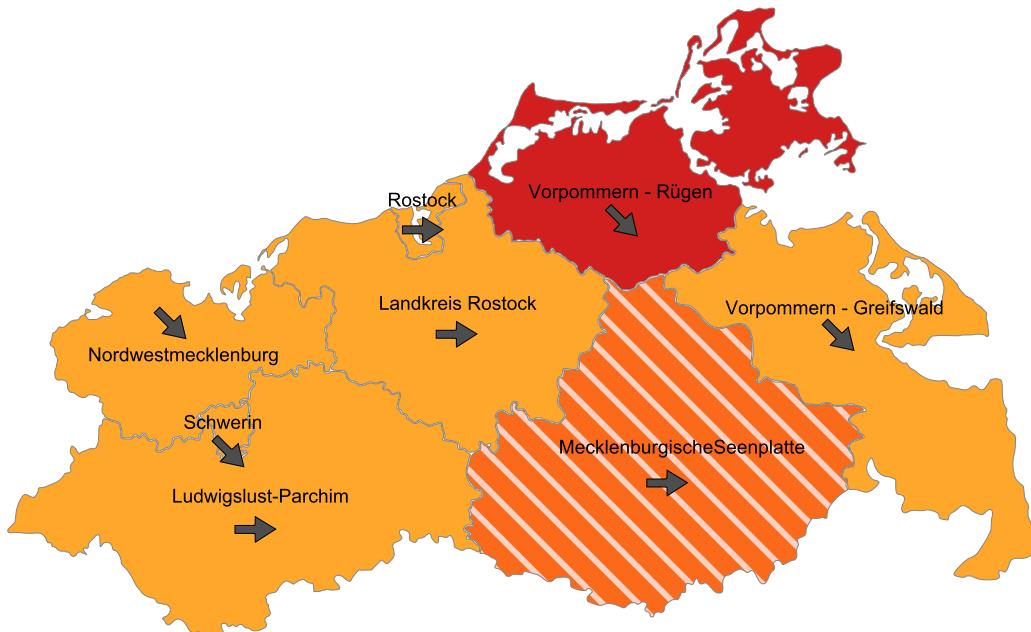 Vorpommern - Rügen
Rostock
Landkreis Rostock
Vorpommern - Greifswald
Nordwestmecklenburg
Schwerin
MecklenburgischeSeenplatte
Ludwigslust-Parchim